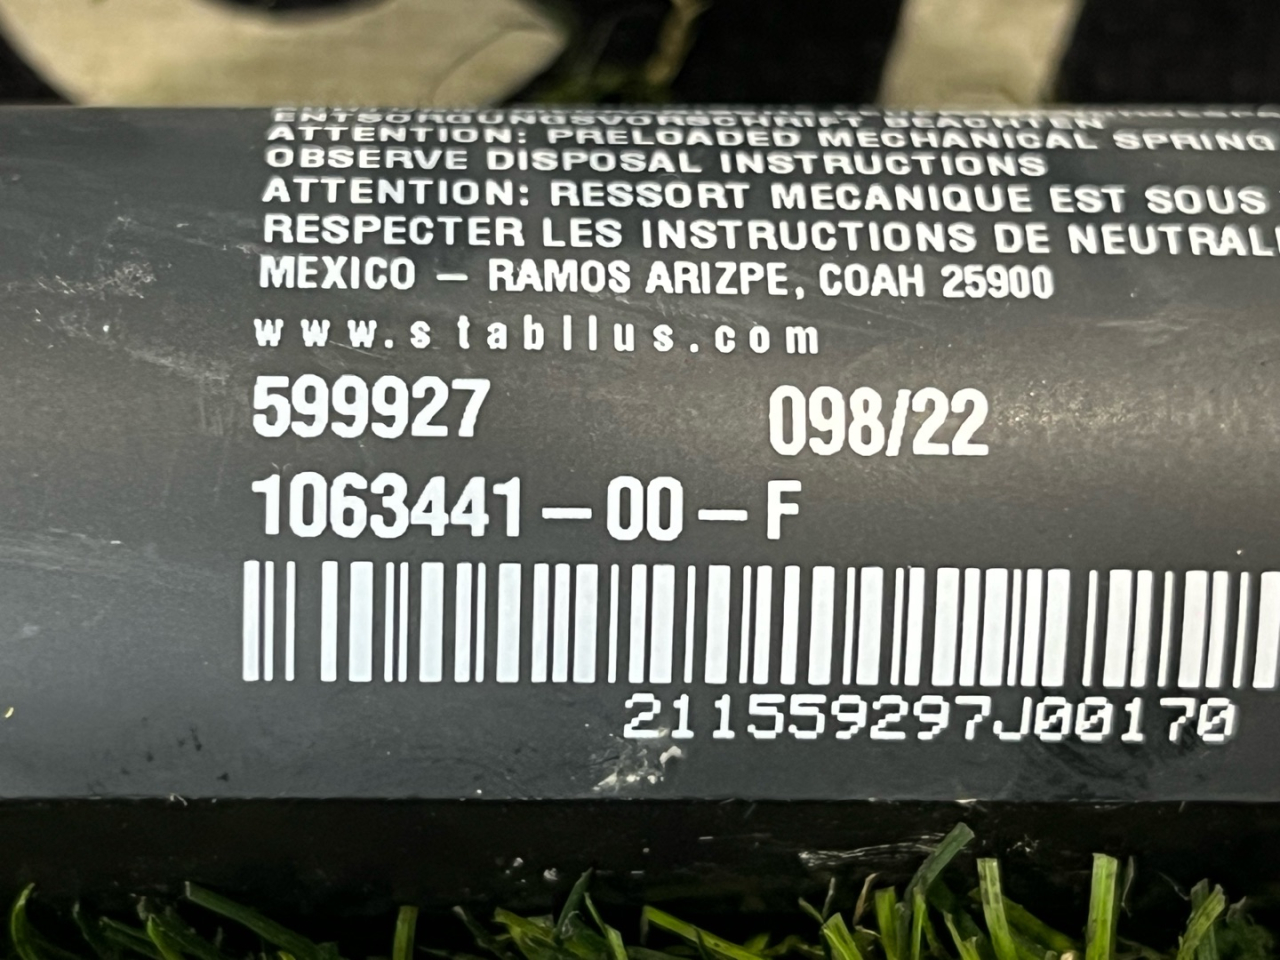 ENTSORGUNGSVORSCHRIFT BEACHTEN
ATTENTION: PRELOADED MECHANICAL SPRING
OBSERVE DISPOSAL INSTRUCTIONS
ATTENTION: RESSORT MECANIQUE EST SOUS
RESPECTER LES INSTRUCTIONS DE NEUTRALI
MEXICO – RAMOS ARIZPE, COAH 25900
www.stabilus.com
599927 098/22
1063441–00–F
211559297J00170